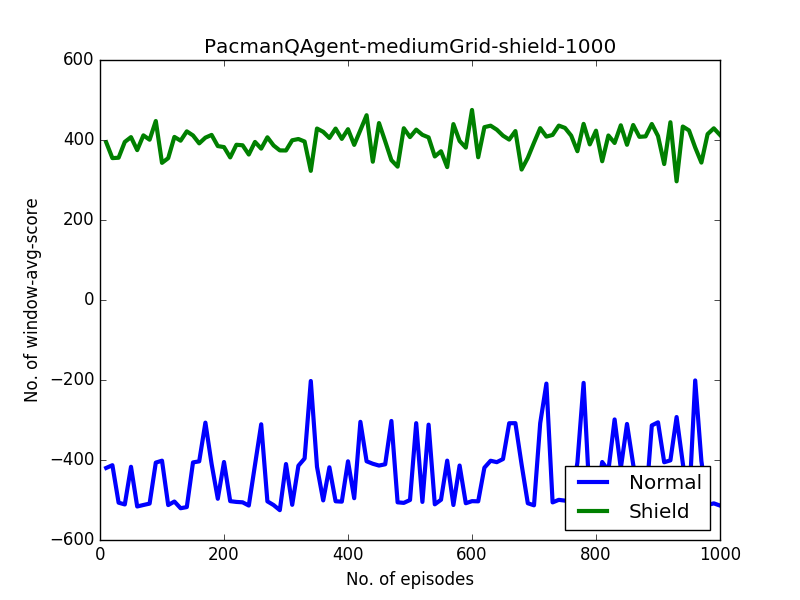 PacmanQAgent-mediumGrid-shield-1000
600
400
200
0
−200
−400
−600
No. of window-avg-score
0 200 400 600 800 1000
No. of episodes
Normal
Shield